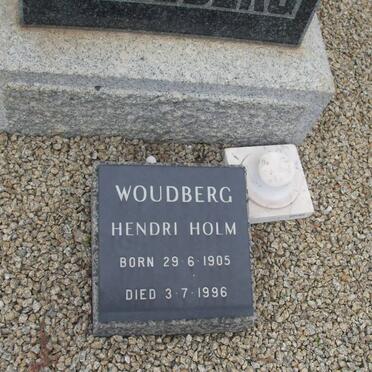 WOUDBERG
HENDRI HOLM
BORN 29·6·1905
DIED 3·7·1996